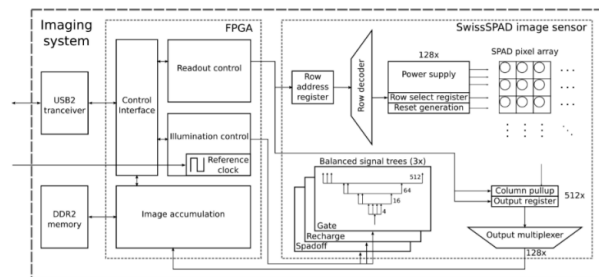 Imaging
system
FPGA
SwissSPAD image sensor
USB2
tranceiver
DDR2
memory
Control
Interface
Readout control
Illumination control
Reference
clock
Image accumulation
Row
address
register
Row decoder
128x
Power
supply
Row select register
Reset generation
SPAD pixel array
Balanced signal trees (3x)
512
64
16
4
Gate
Recharge
Spadoff
Column pullup
Output register
512x
Output multiplexer
128x